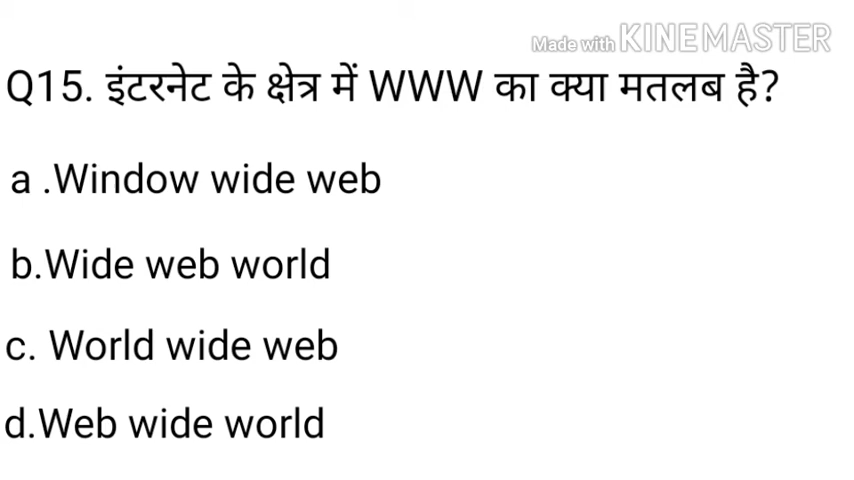 Made with KINEMASTER
Q15. इंटरनेट के क्षेत्र में WWW का क्या मतलब है?
a .Window wide web
b.Wide web world
c. World wide web
d.Web wide world